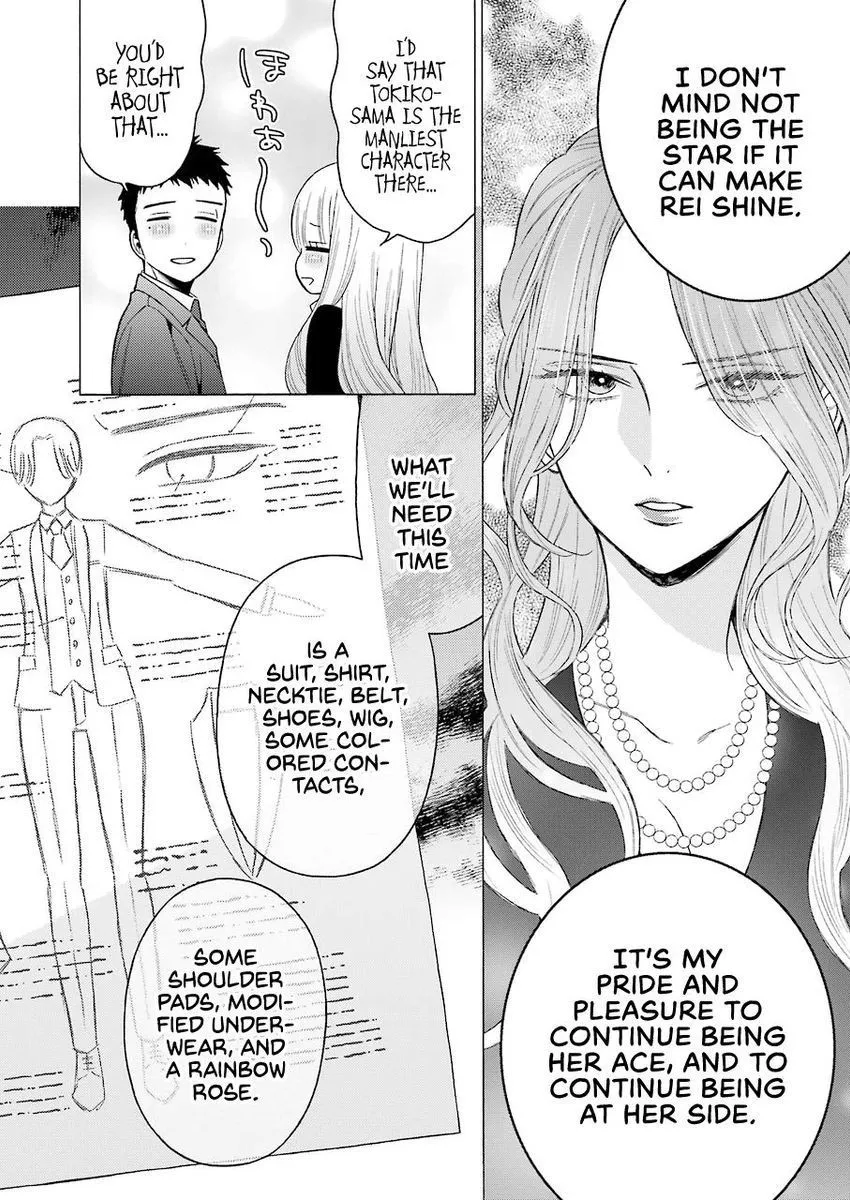 I DON'T
MIND NOT
BEING THE
STAR IF IT
CAN MAKE
REI SHINE.
IT'S MY
PRIDE AND
PLEASURE TO
CONTINUE BEING
HER ACE, AND TO
CONTINUE BEING
AT HER SIDE.
I'D
SAY THAT
TOKIKO-
SAMA IS THE
MANLIEST
CHARACTER
THERE...
ほわぁ〜〜
YOU'D
BE RIGHT
ABOUT
THAT...
WHAT
WE'LL
NEED
THIS
TIME
IS A
SUIT, SHIRT,
NECKTIE, BELT,
SHOES, WIG,
SOME COL-
ORED CON-
TACTS,
SOME
SHOULDER
PADS, MODI-
FIED UNDER-
WEAR, AND
A RAINBOW
ROSE.